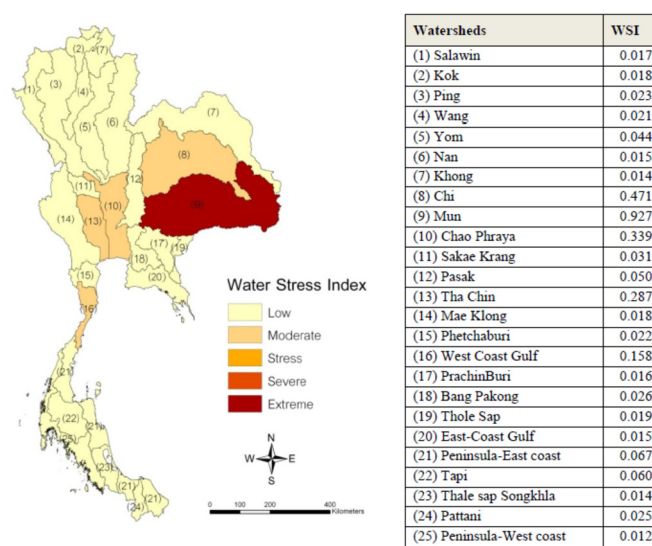 (2)
(7)
(1)
(3)
(4)
(5)
(6)
(7)
(8)
(9)
(12)
(11)
(10)
(13)
(14)
(17)
(19)
(18)
(20)
(15)
(16)
(21)
(22)
(21)
(25)
(23)
(21)
(21)
(24)
Water Stress Index
Low
Moderate
Stress
Severe
Extreme
N
W E
S
0 100 200 400
Kilometers
Watersheds WSI
(1) Salawin 0.017
(2) Kok 0.018
(3) Ping 0.023
(4) Wang 0.021
(5) Yom 0.044
(6) Nan 0.015
(7) Khong 0.014
(8) Chi 0.471
(9) Mun 0.927
(10) Chao Phraya 0.339
(11) Sakae Krang 0.031
(12) Pasak 0.050
(13) Tha Chin 0.287
(14) Mae Klong 0.018
(15) Phetchaburi 0.022
(16) West Coast Gulf 0.158
(17) PrachinBuri 0.016
(18) Bang Pakong 0.026
(19) Thole Sap 0.019
(20) East-Coast Gulf 0.015
(21) Peninsula-East coast 0.067
(22) Tapi 0.060
(23) Thale sap Songkhla 0.014
(24) Pattani 0.025
(25) Peninsula-West coast 0.012